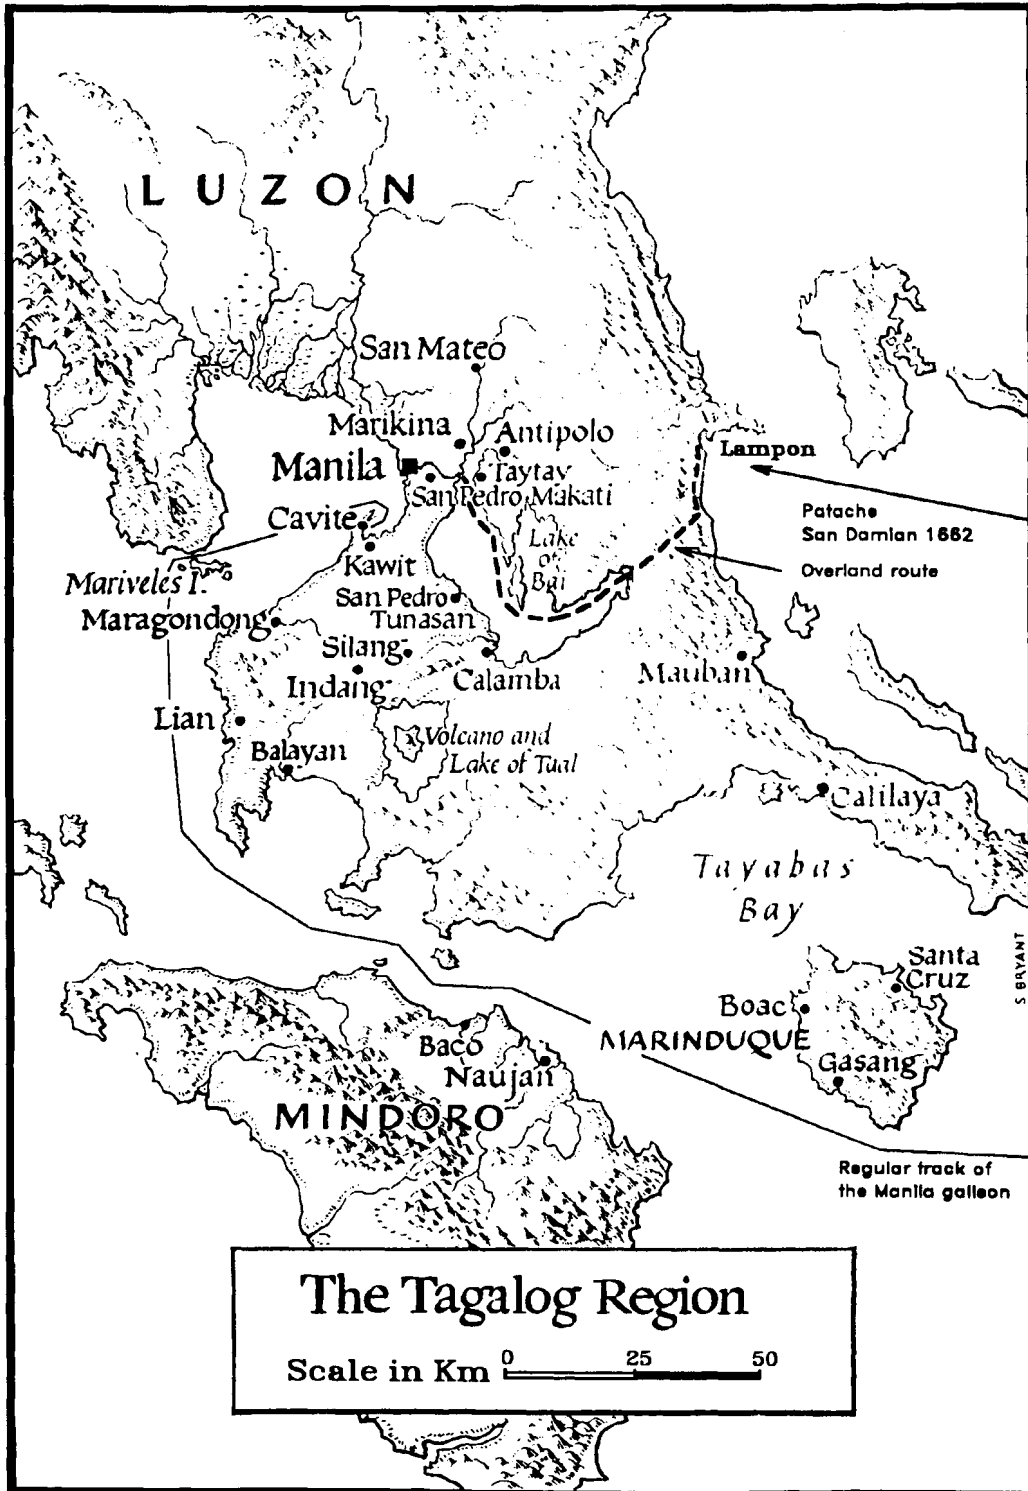 LUZON
San Mateo
Marikina
Antipolo
Manila
Taytay
San Pedro Makati
Lampon
Cavite
Patache
San Damian 1662
Kawit
Lake
of
Bai
Overland route
Mariveles I.
San Pedro
Tunasan
Maragondong
Silang
Calamba
Mauban
Indang
Lian
Volcano and
Lake of Tual
Balayan
Calilaya
Tayabas
Bay
S BRYANT
Santa
Cruz
Boac
MARINDUQUE
Baco
Gasang
Naujan
MINDORO
Regular track of
the Manila galleon
The Tagalog Region
Scale in Km 0 25 50